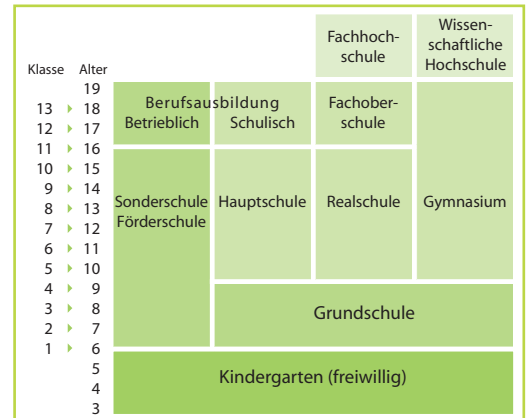 Fachhoch-
schule
Wissen-
schaftliche
Hochschule
Klasse Alter
19
13 18
12 17
11 16
10 15
9 14
8 13
7 12
6 11
5 10
4 9
3 8
2 7
1 6
5
4
3
Berufsausbildung
Betrieblich Schulisch
Fachober-
schule
Sonderschule
Förderschule
Hauptschule
Realschule
Gymnasium
Grundschule
Kindergarten (freiwillig)